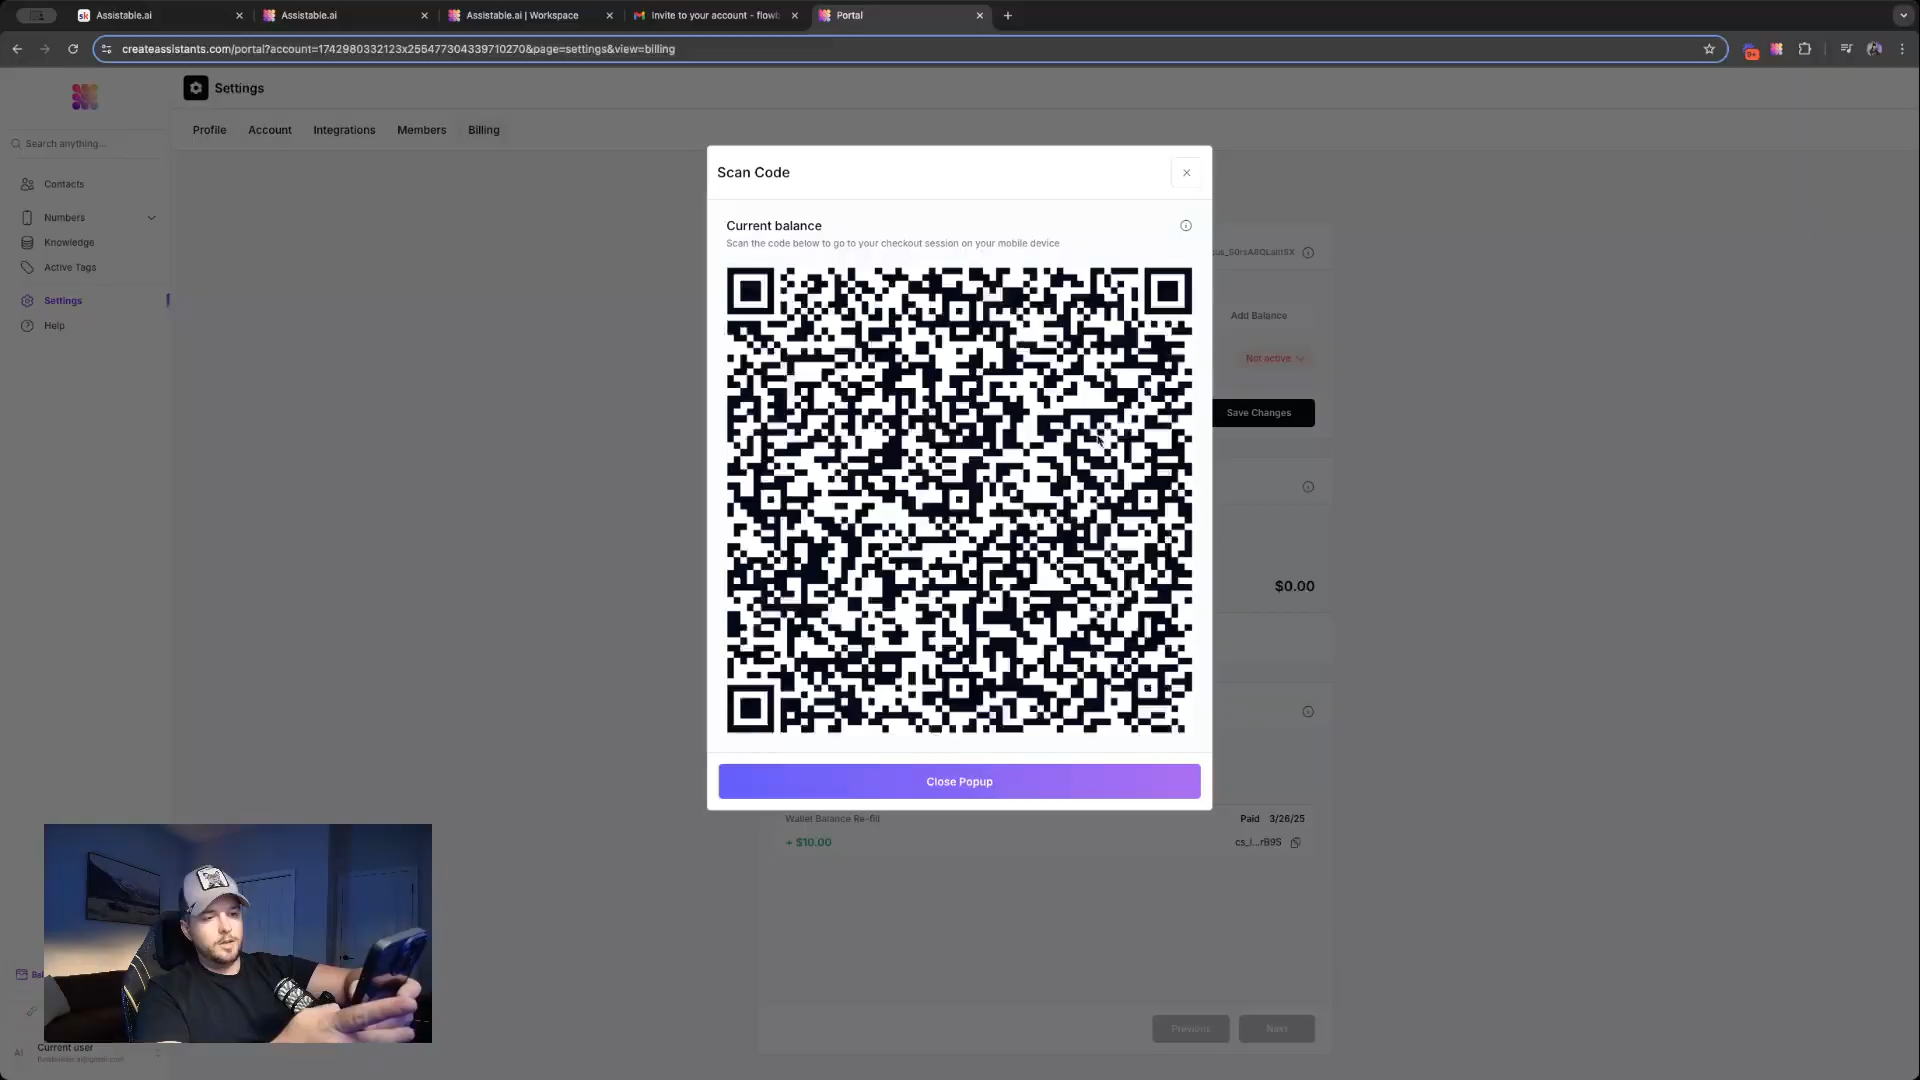 Assistable.ai
Assistable.ai
Assistable.ai | Workspace
Invite to your account - flowb
Portal
createassistants.com/portal?account=1742980332123x255477304339710270&page=settings&view=billing
9+
Settings
Profile
Account
Integrations
Members
Billing
Search anything...
Contacts
Numbers
Knowledge
Active Tags
Settings
Help
Scan Code
Current balance
Scan the code below to go to your checkout session on your mobile device
Add Balance
Not active
Save Changes
$0.00
Close Popup
Wallet Balance Re-fill
Paid 3/26/25
+ $10.00
cs_l...rB9S
Previous
Next
AI
Current user